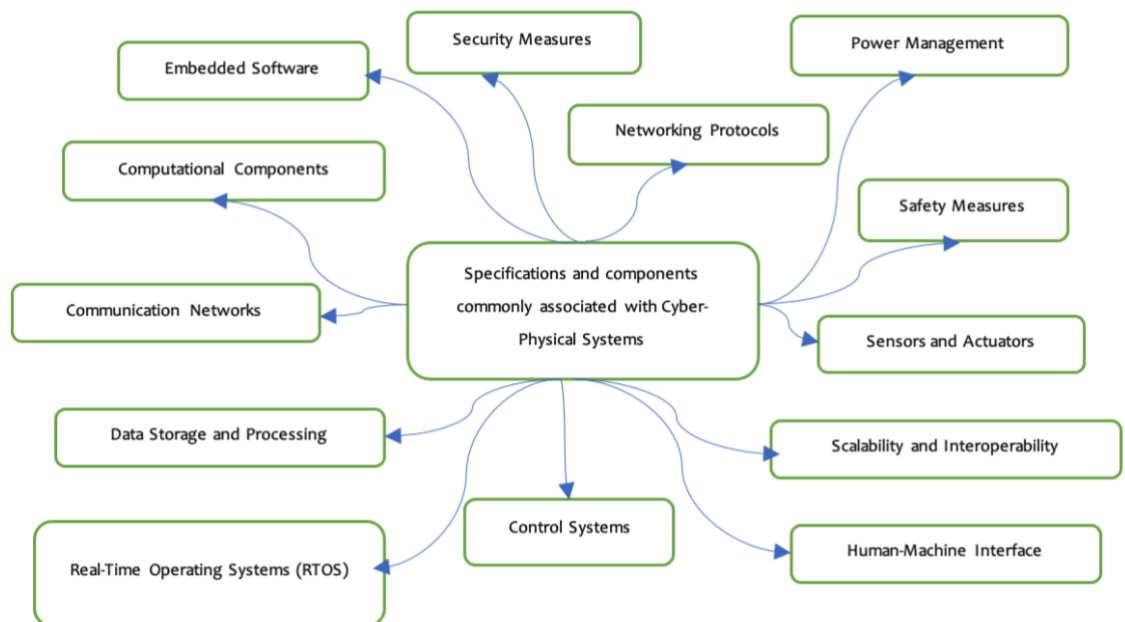 Security Measures
Power Management
Embedded Software
Networking Protocols
Computational Components
Safety Measures
Specifications and components
commonly associated with Cyber-
Physical Systems
Communication Networks
Sensors and Actuators
Data Storage and Processing
Scalability and Interoperability
Control Systems
Human-Machine Interface
Real-Time Operating Systems (RTOS)